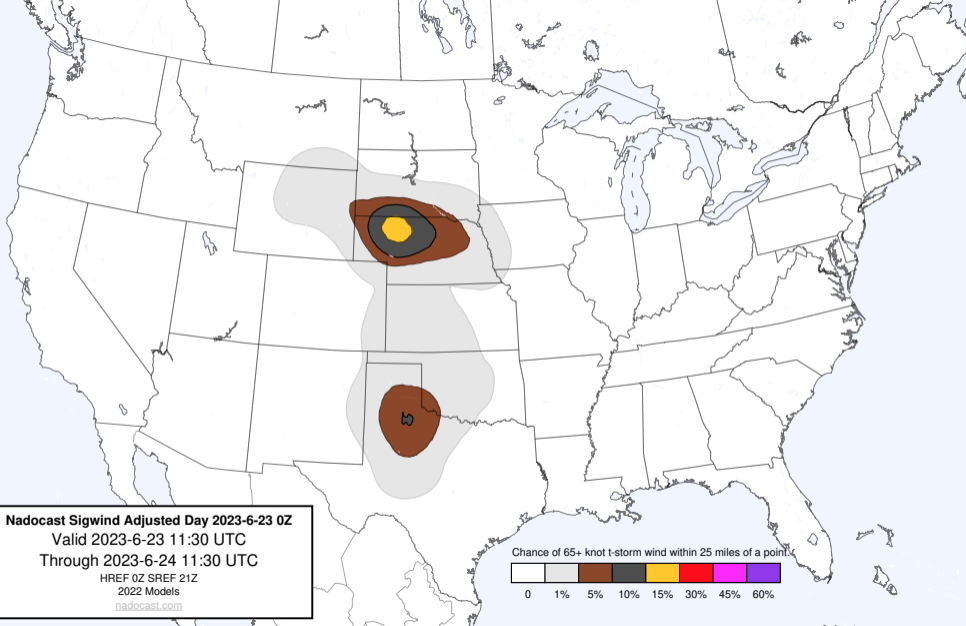 Nadocast Sigwind Adjusted Day 2023-6-23 0Z
Valid 2023-6-23 11:30 UTC
Through 2023-6-24 11:30 UTC
HREF 0Z SREF 21Z
2022 Models
nadocast.com
Chance of 65+ knot t-storm wind within 25 miles of a point.
0 1% 5% 10% 15% 30% 45% 60%